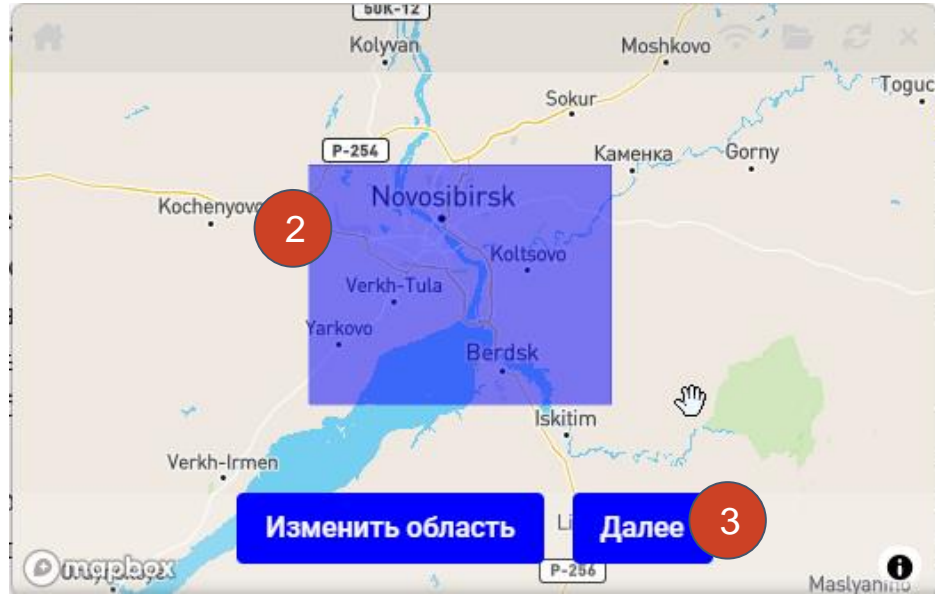 50K-12
Kolyvan
Moshkovo
Toguc
Sokur
P-254
Каменка
Gorny
Novosibirsk
Kochenyovo
2
Koltsovo
Verkh-Tula
Yarkovo
Berdsk
Iskitim
Verkh-Irmen
Изменить область
Li
Далее
3
mapbox
P-256
Maslyanino